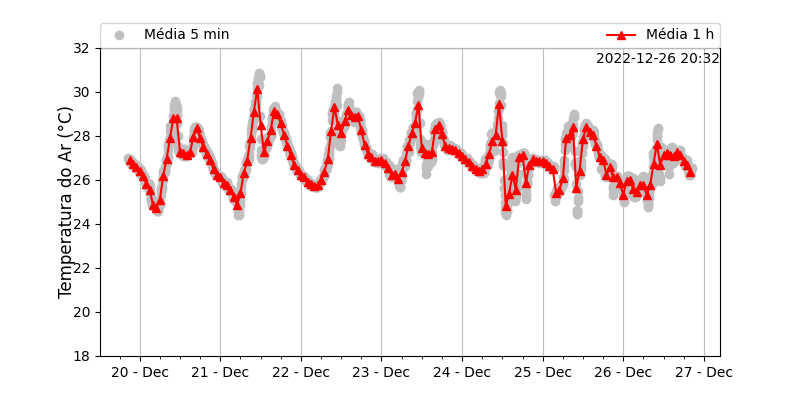 Média 5 min
Média 1 h
2022-12-26 20:32
Temperatura do Ar (°C)
32
30
28
26
24
22
20
18
20 - Dec
21 - Dec
22 - Dec
23 - Dec
24 - Dec
25 - Dec
26 - Dec
27 - Dec